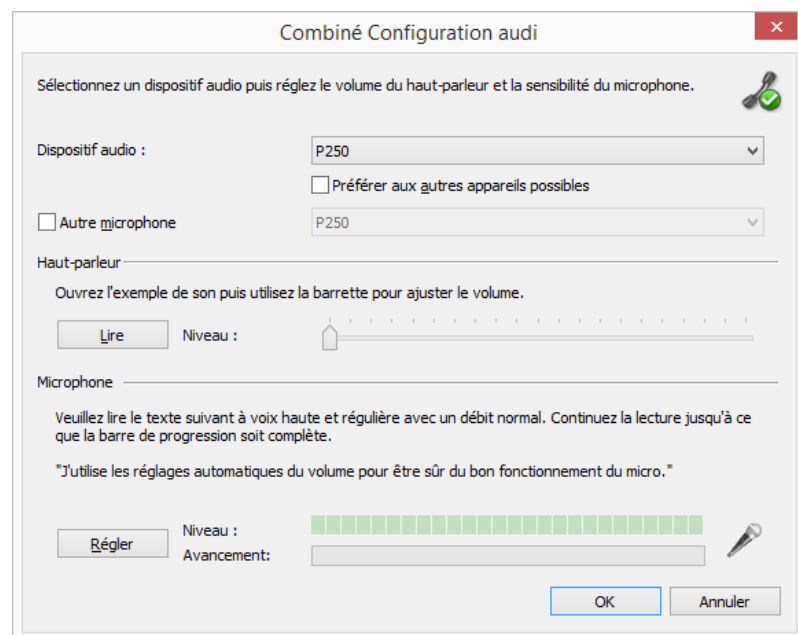 Combiné Configuration audi
Sélectionnez un dispositif audio puis réglez le volume du haut-parleur et la sensibilité du microphone.
Dispositif audio : P250
Préférer aux autres appareils possibles
Autre microphone P250
Haut-parleur
Ouvrez l'exemple de son puis utilisez la barrette pour ajuster le volume.
Lire Niveau :
Microphone
Veuillez lire le texte suivant à voix haute et régulière avec un débit normal. Continuez la lecture jusqu'à ce
que la barre de progression soit complète.
"J'utilise les réglages automatiques du volume pour être sûr du bon fonctionnement du micro."
Régler Niveau :
Avancement:
OK Annuler